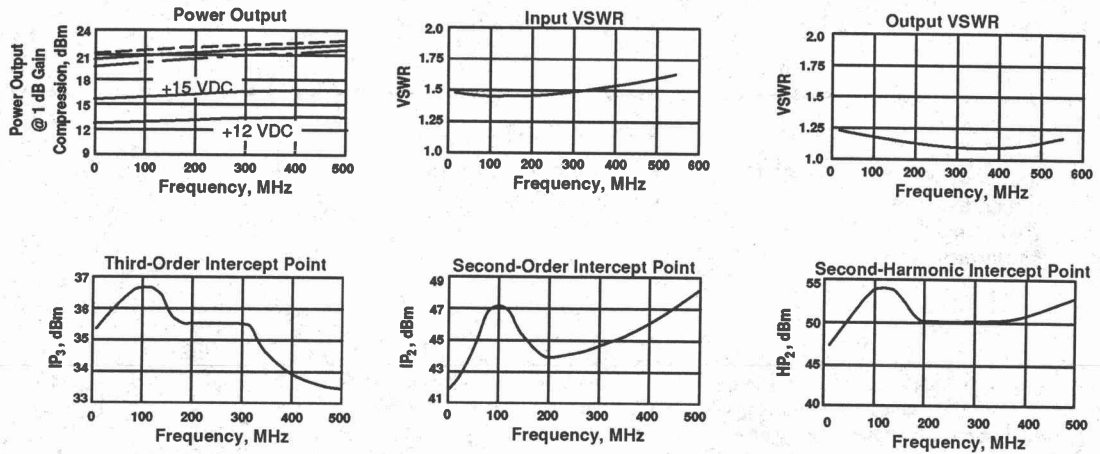 Power Output
Power Output
@ 1 dB Gain
Compression, dBm
24
21
18
15
12
9
+15 VDC
+12 VDC
0 100 200 300 400 500
Frequency, MHz
Input VSWR
VSWR
2.0
1.75
1.5
1.25
1.0
0 100 200 300 400 500 600
Frequency, MHz
Output VSWR
VSWR
2.0
1.75
1.5
1.25
1.0
0 100 200 300 400 500 600
Frequency, MHz
Third-Order Intercept Point
IP3, dBm
37
36
35
34
33
0 100 200 300 400 500
Frequency, MHz
Second-Order Intercept Point
IP2, dBm
49
47
45
43
41
0 100 200 300 400 500
Frequency, MHz
Second-Harmonic Intercept Point
HP2, dBm
55
50
45
40
0 100 200 300 400 500
Frequency, MHz